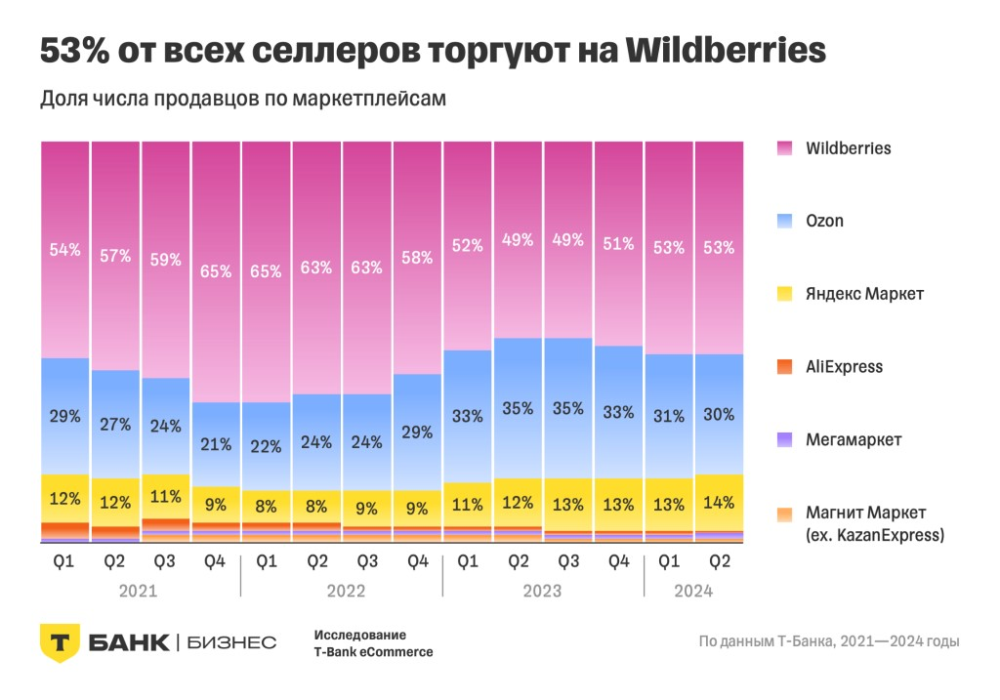 53% от всех селлеров торгуют на Wildberries
Доля числа продавцов по маркетплейсам
54% 57% 59% 65% 65% 63% 63% 58% 52% 49% 49% 51% 53% 53%
29% 27% 24% 21% 22% 24% 24% 29% 33% 35% 35% 33% 31% 30%
12% 12% 11% 9% 8% 8% 9% 9% 11% 12% 13% 13% 13% 14%
Q1 Q2 Q3 Q4 Q1 Q2 Q3 Q4 Q1 Q2 Q3 Q4 Q1 Q2
2021 2022 2023 2024
Wildberries
Ozon
Яндекс Маркет
AliExpress
Мегамаркет
Магнит Маркет
(ex. KazanExpress)
Т БАНК | БИЗНЕС
Исследование
T-Bank eCommerce
По данным Т-Банка, 2021—2024 годы